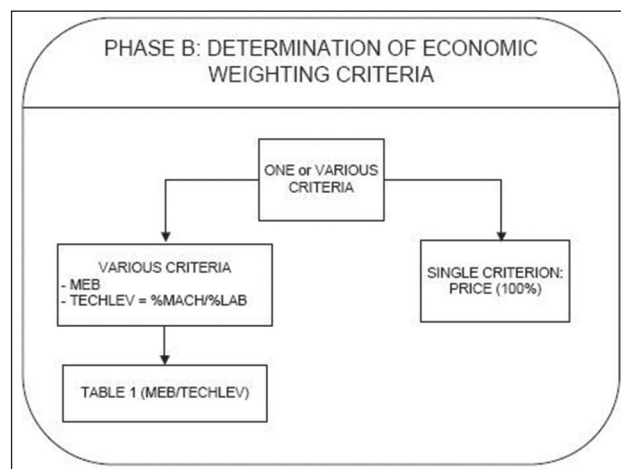 PHASE B: DETERMINATION OF ECONOMIC
WEIGHTING CRITERIA
ONE or VARIOUS
CRITERIA
VARIOUS CRITERIA
- MEB
- TECHLEV = %MACH/%LAB
SINGLE CRITERION:
PRICE (100%)
TABLE 1 (MEB/TECHLEV)